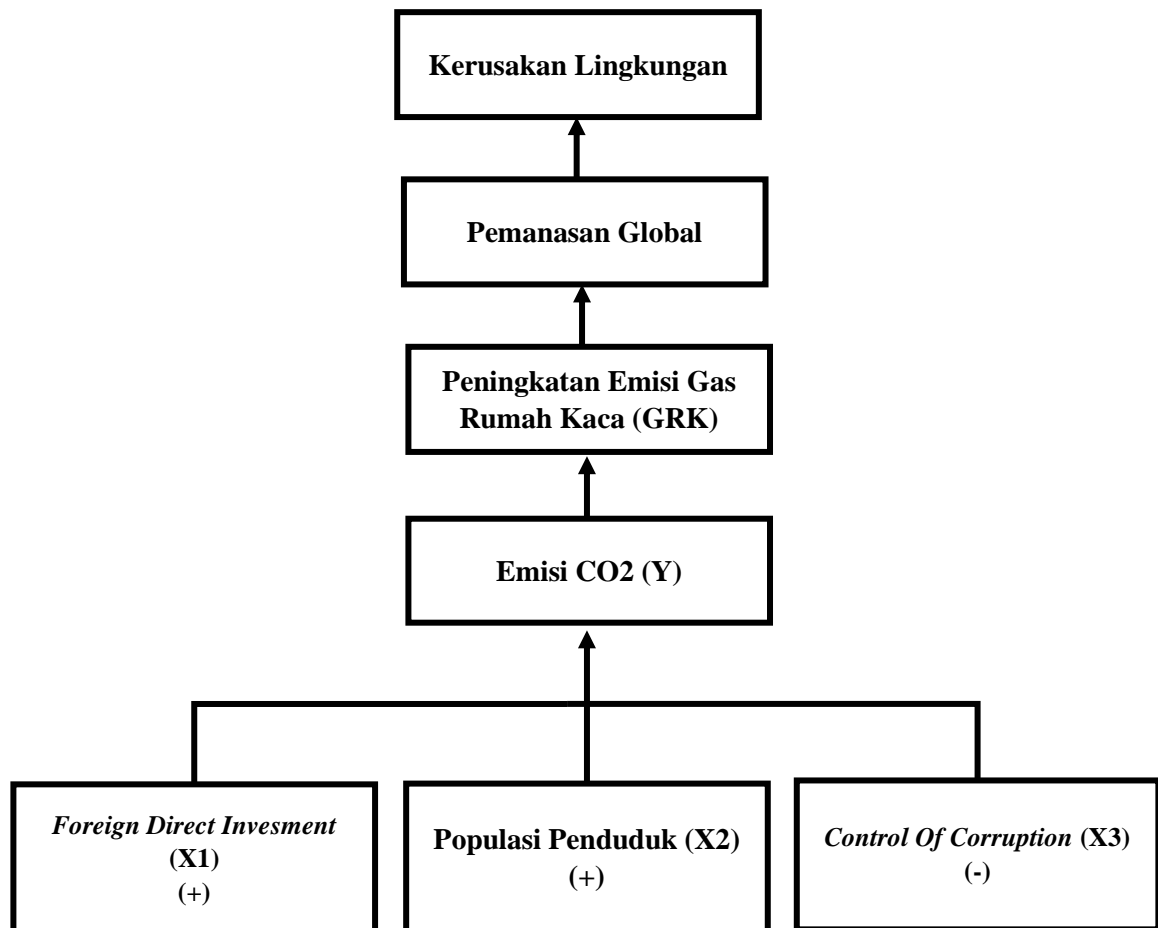 Kerusakan Lingkungan
Pemanasan Global
Peningkatan Emisi Gas
Rumah Kaca (GRK)
Emisi CO2 (Y)
Foreign Direct Invesment
(X1)
(+)
Populasi Penduduk (X2)
(+)
Control Of Corruption (X3)
(-)